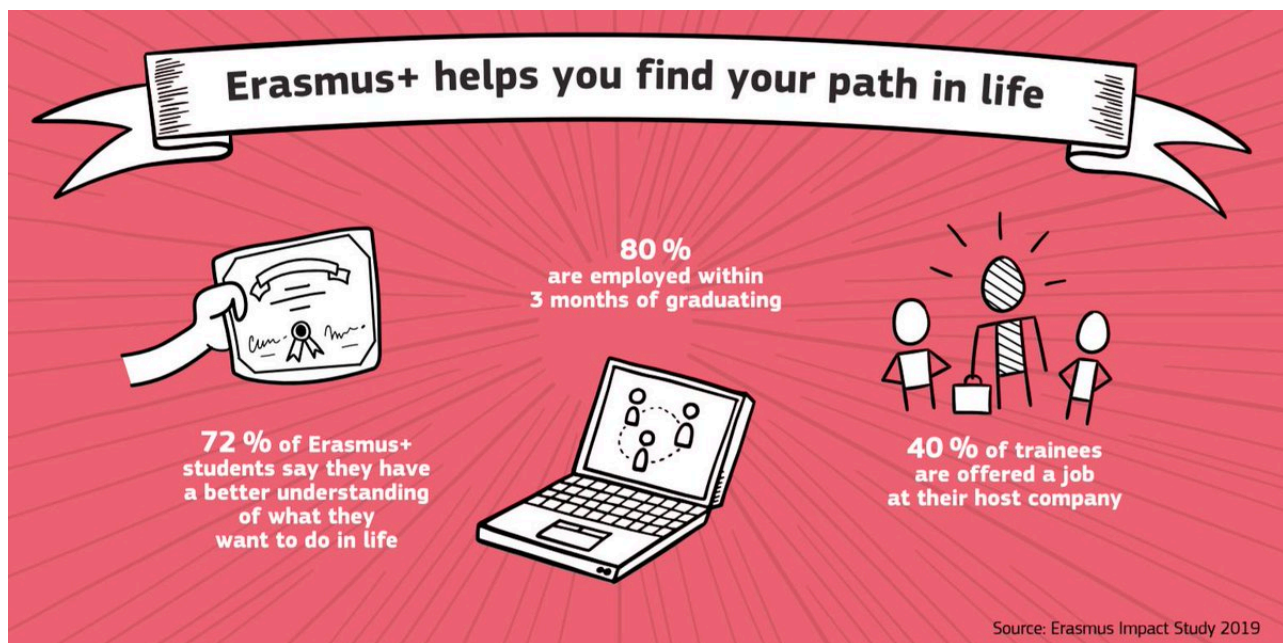 Erasmus+ helps you find your path in life
80 %
are employed within
3 months of graduating
72 % of Erasmus+
students say they have
a better understanding
of what they
want to do in life
40 % of trainees
are offered a job
at their host company
Source: Erasmus Impact Study 2019